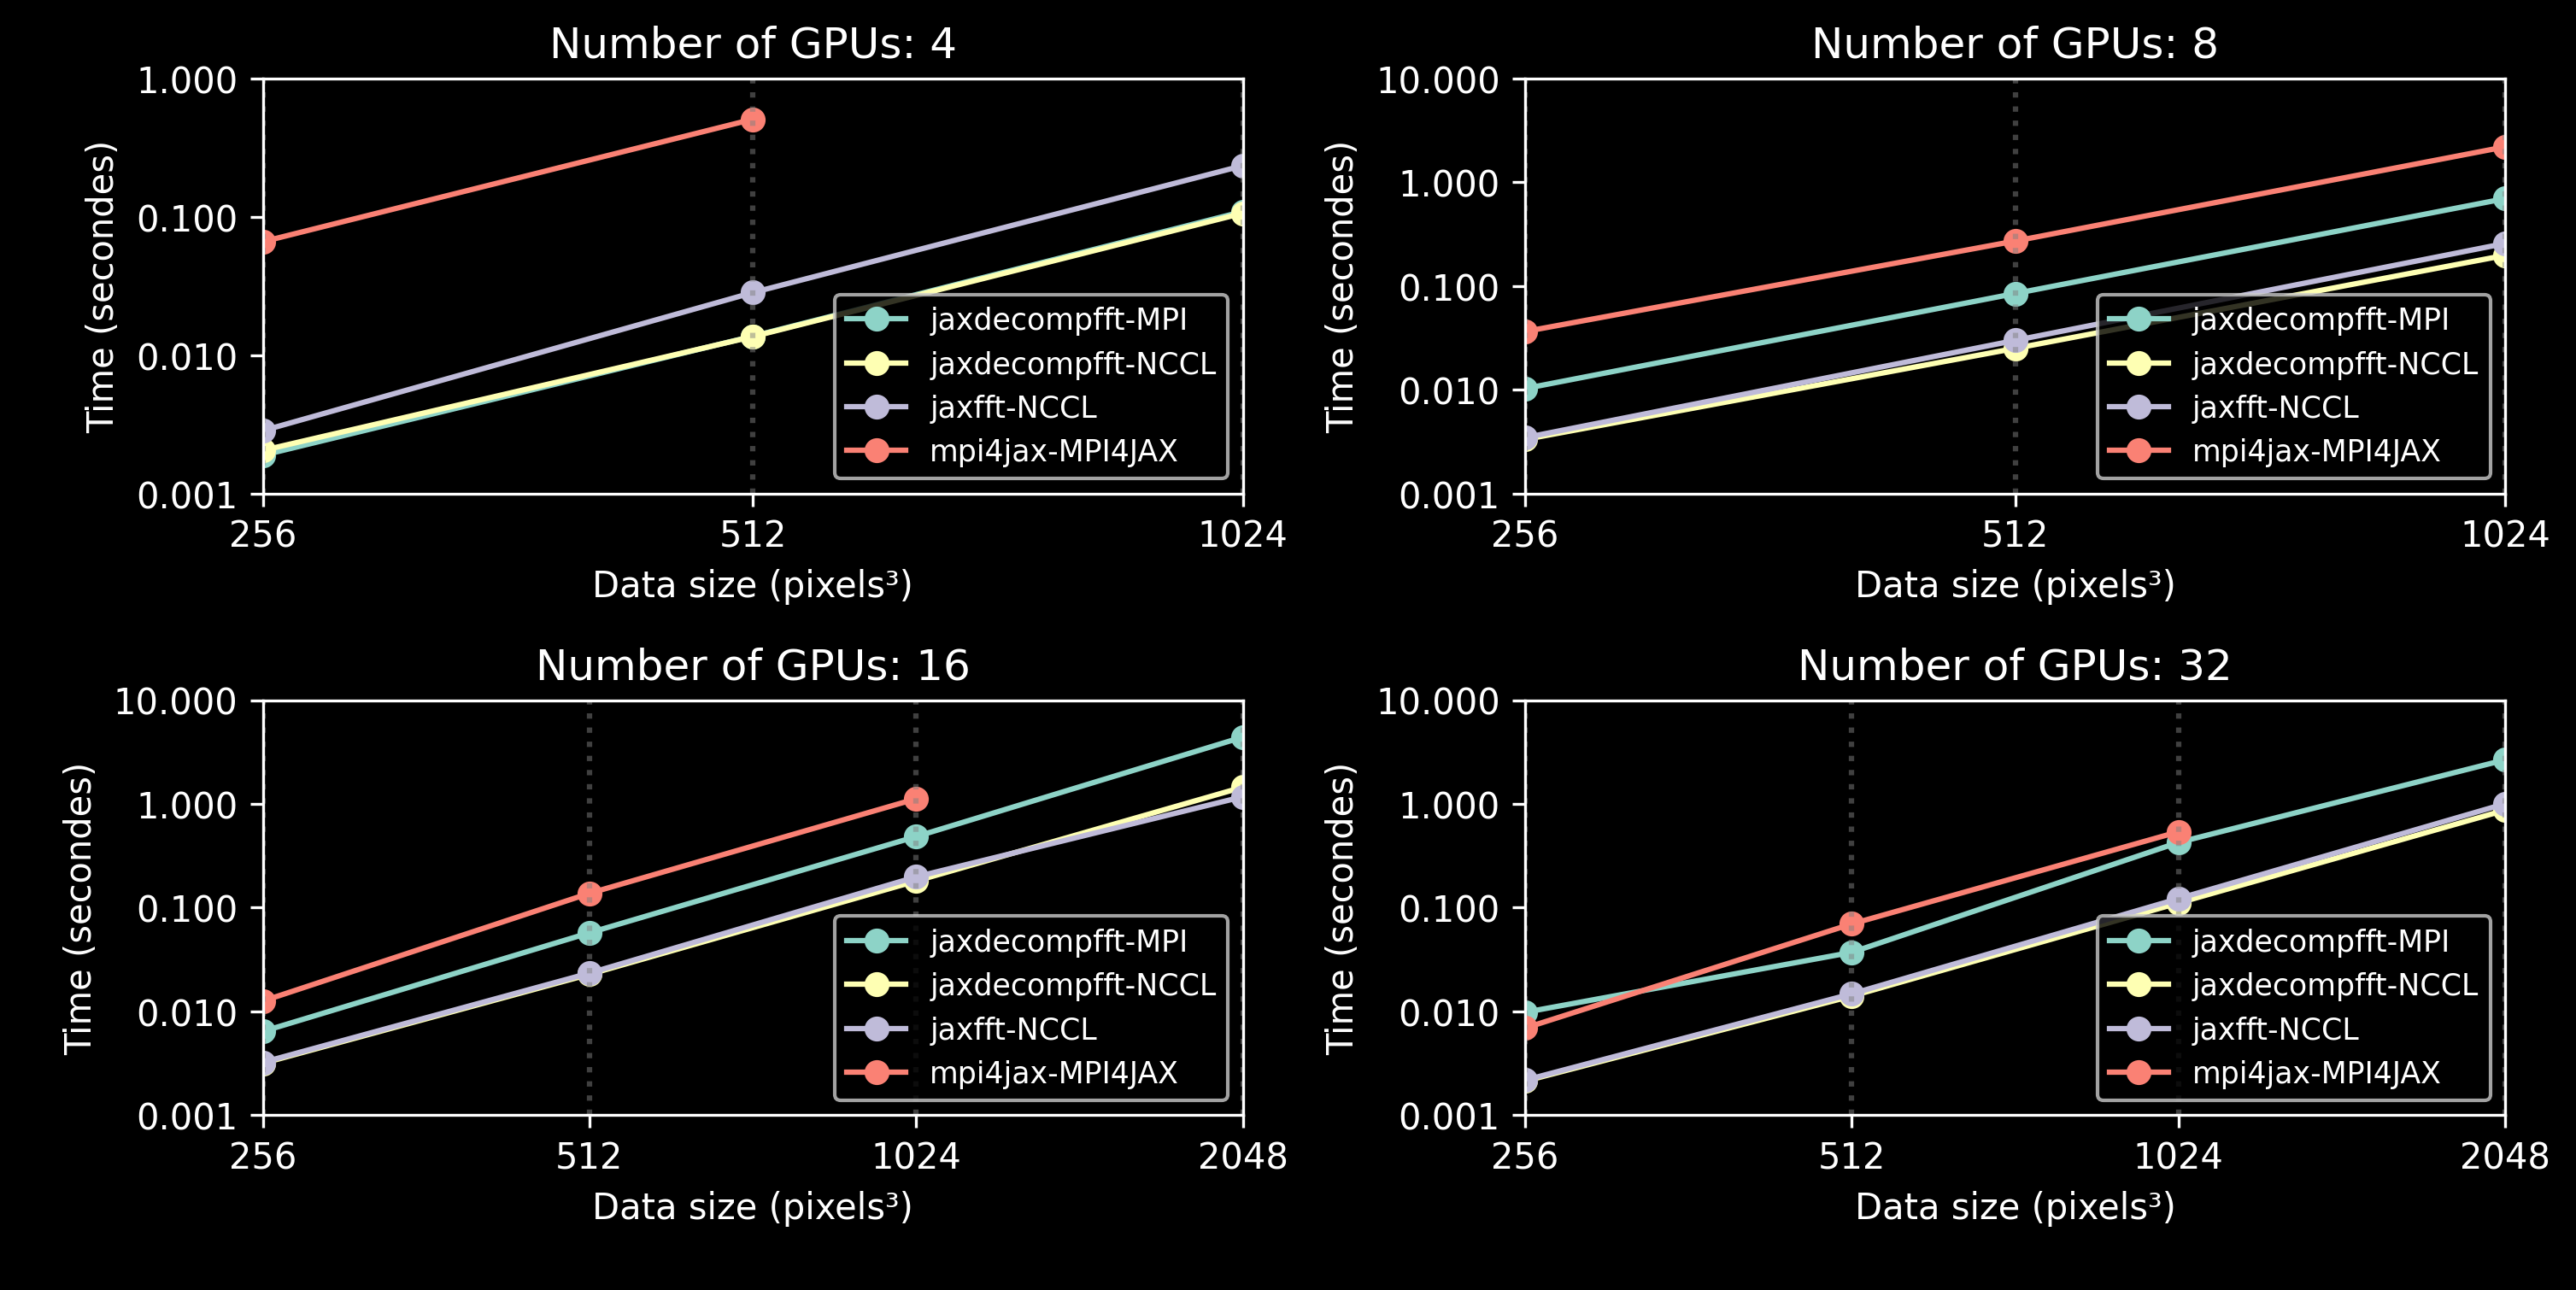 Number of GPUs: 4
1.000
0.100
0.010
0.001
Time (secondes)
256 512 1024
Data size (pixels³)
jaxdecompfft-MPI
jaxdecompfft-NCCL
jaxfft-NCCL
mpi4jax-MPI4JAX
Number of GPUs: 8
10.000
1.000
0.100
0.010
0.001
Time (secondes)
256 512 1024
Data size (pixels³)
jaxdecompfft-MPI
jaxdecompfft-NCCL
jaxfft-NCCL
mpi4jax-MPI4JAX
Number of GPUs: 16
10.000
1.000
0.100
0.010
0.001
Time (secondes)
256 512 1024 2048
Data size (pixels³)
jaxdecompfft-MPI
jaxdecompfft-NCCL
jaxfft-NCCL
mpi4jax-MPI4JAX
Number of GPUs: 32
10.000
1.000
0.100
0.010
0.001
Time (secondes)
256 512 1024 2048
Data size (pixels³)
jaxdecompfft-MPI
jaxdecompfft-NCCL
jaxfft-NCCL
mpi4jax-MPI4JAX